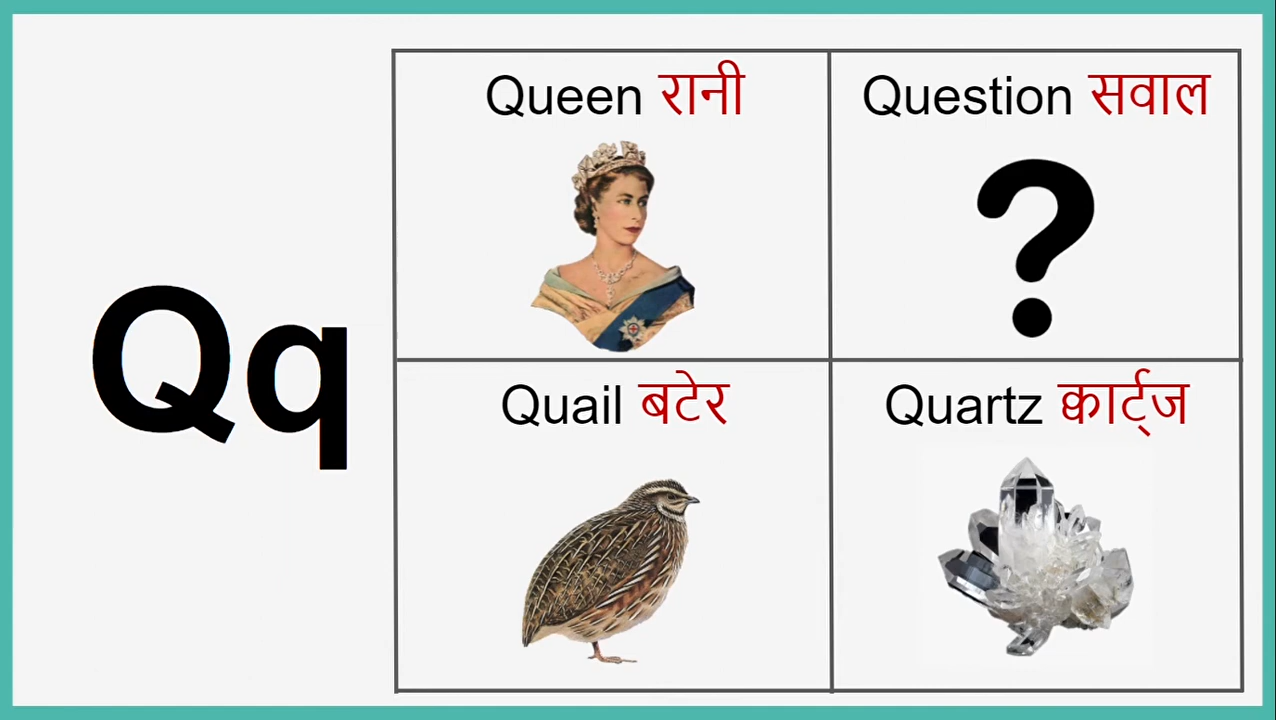 Qq
Queen रानी
Question सवाल
?
Quail बटेर
Quartz क्वार्ट्ज